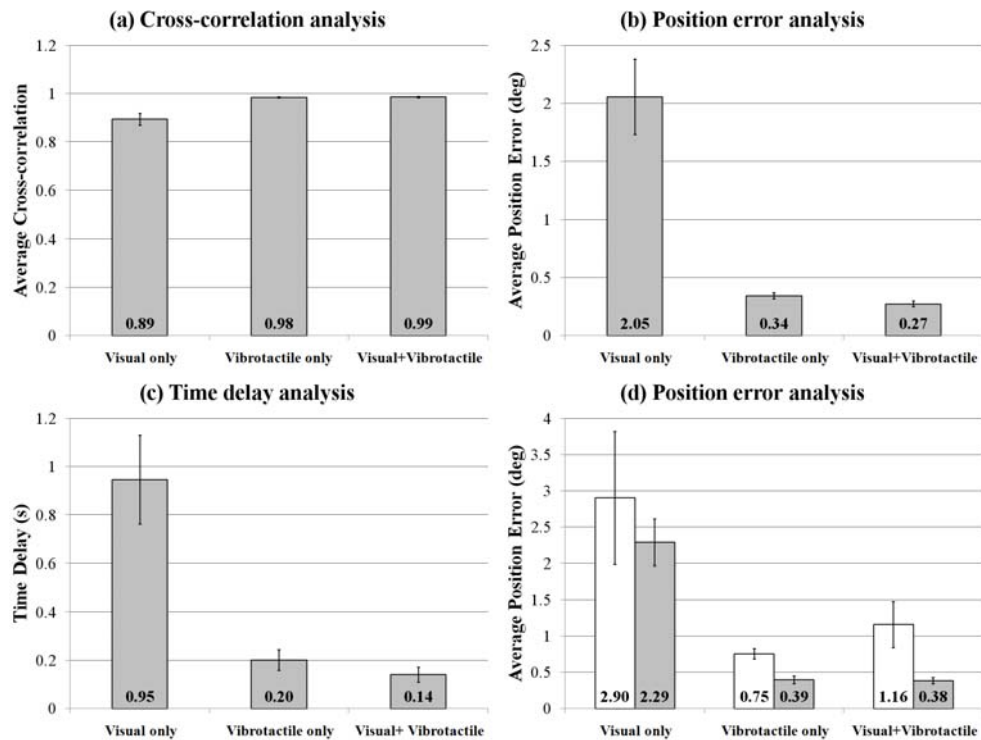 (a) Cross-correlation analysis
Average Cross-correlation
1.2
1
0.8
0.6
0.4
0.2
0
0.89
0.98
0.99
Visual only
Vibrotactile only
Visual+Vibrotactile
(b) Position error analysis
Average Position Error (deg)
2.5
2
1.5
1
0.5
0
2.05
0.34
0.27
Visual only
Vibrotactile only
Visual+Vibrotactile
(c) Time delay analysis
Time Delay (s)
1.2
1
0.8
0.6
0.4
0.2
0
0.95
0.20
0.14
Visual only
Vibrotactile only
Visual+ Vibrotactile
(d) Position error analysis
Average Position Error (deg)
4
3.5
3
2.5
2
1.5
1
0.5
0
2.90
2.29
0.75
0.39
1.16
0.38
Visual only
Vibrotactile only
Visual+Vibrotactile